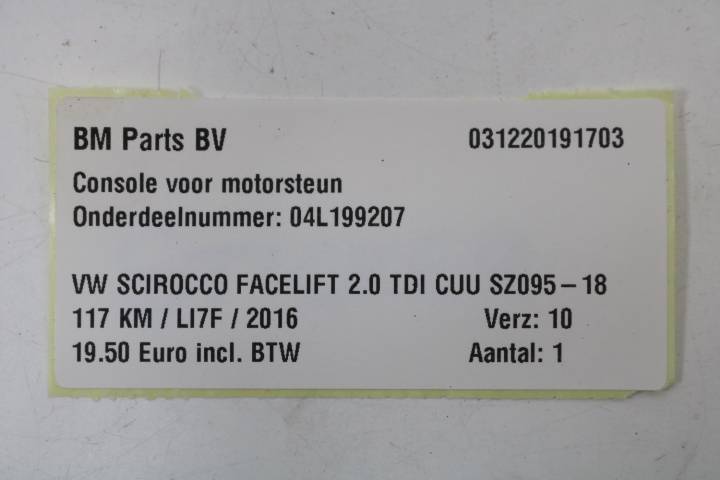 BM Parts BV 031220191703
Console voor motorsteun
Onderdeelnummer: 04L199207
VW SCIROCCO FACELIFT 2.0 TDI CUU SZ095-18
117 KM / LI7F / 2016 Verz: 10
19.50 Euro incl. BTW Aantal: 1